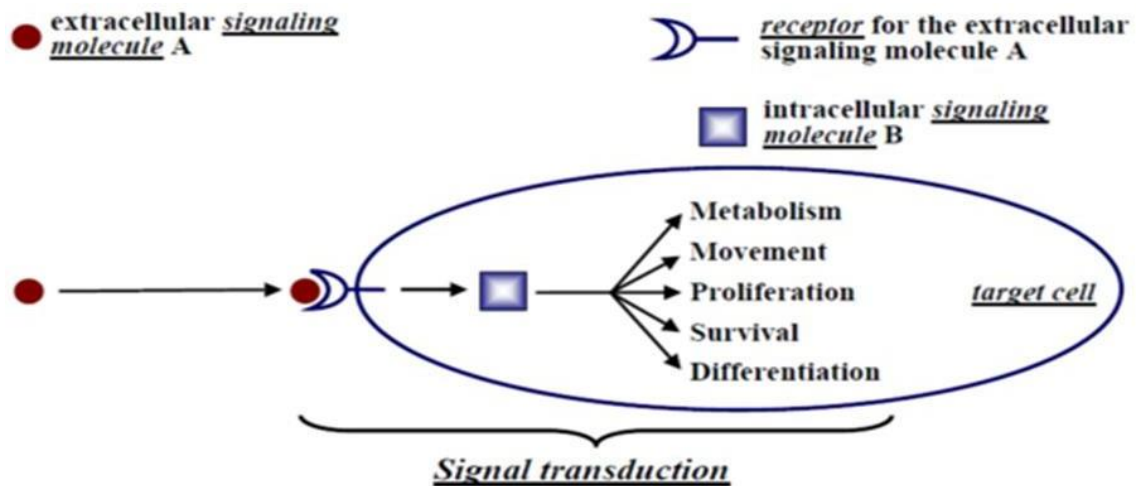 extracellular signaling
molecule A
receptor for the extracellular
signaling molecule A
intracellular signaling
molecule B
Metabolism
Movement
Proliferation
Survival
Differentiation
target cell
Signal transduction